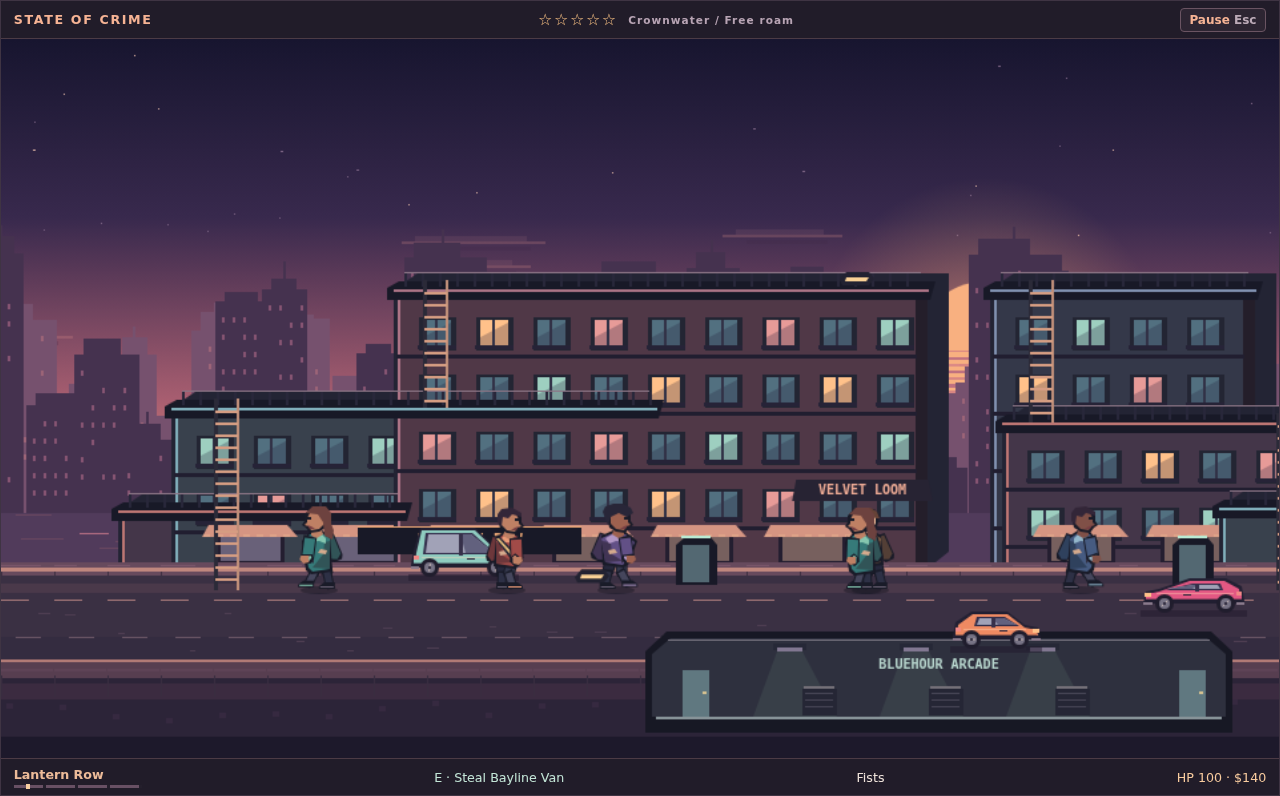 STATE OF CRIME
☆☆☆☆☆ Crownwater / Free roam
Pause Esc
VELVET LOOM
BLUEHOUR ARCADE
Lantern Row
E · Steal Bayline Van
Fists
HP 100 · $140